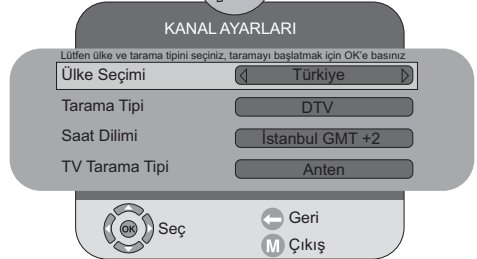 KANAL AYARLARI
Lütfen ülke ve tarama tipini seçiniz, taramayı başlatmak için OK'e basınız
Ülke Seçimi Türkiye
Tarama Tipi DTV
Saat Dilimi İstanbul GMT +2
TV Tarama Tipi Anten
OK Seç
Geri
M Çıkış